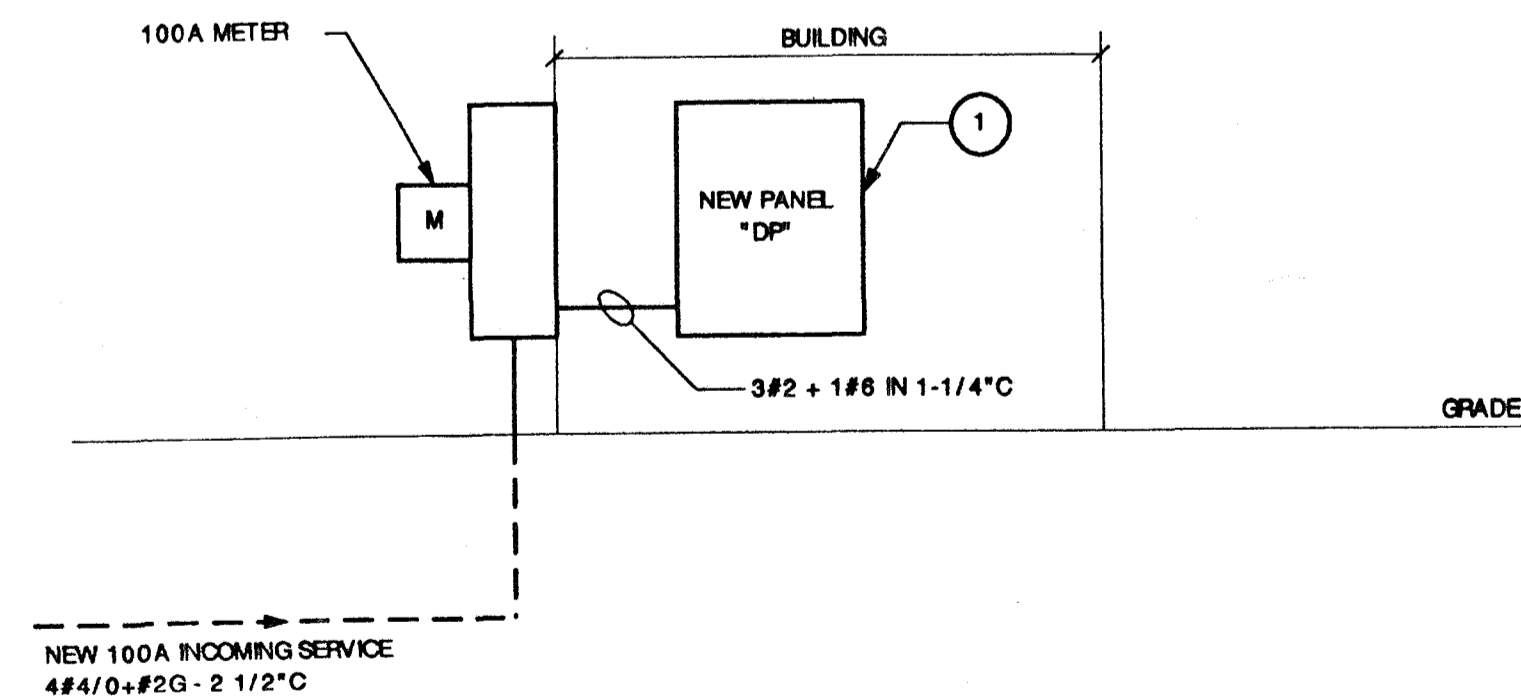 100A METER
BUILDING
1
M
NEW PANEL
"DP"
3#2 + 1#6 IN 1-1/4"C
GRADE
NEW 100A INCOMING SERVICE
4#4/0+#2G - 2 1/2"C